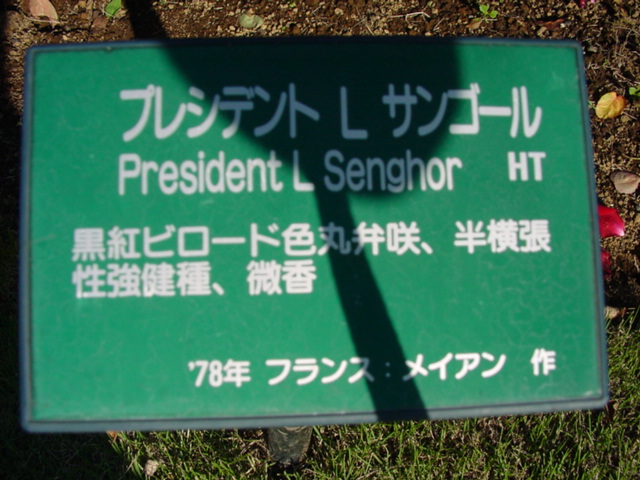 プレシデント L サンゴール
President L Senghor HT
黒紅ビロード色丸弁咲、半横張
性強健種、微香
'78年 フランス：メイアン 作